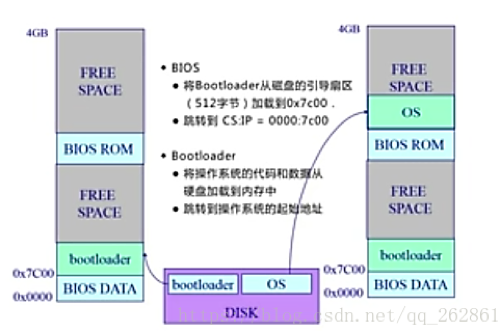 4GB
FREE
SPACE
BIOS ROM
FREE
SPACE
bootloader
0x7C00
BIOS DATA
0x0000
• BIOS
• 将Bootloader从磁盘的引导扇区
（512字节）加载到0x7c00．
• 跳转到 CS:IP = 0000:7c00
• Bootloader
• 将操作系统的代码和数据从
硬盘加载到内存中
• 跳转到操作系统的起始地址
bootloader
OS
DISK
4GB
FREE
SPACE
OS
BIOS ROM
FREE
SPACE
bootloader
0x7C00
BIOS DATA
0x0000